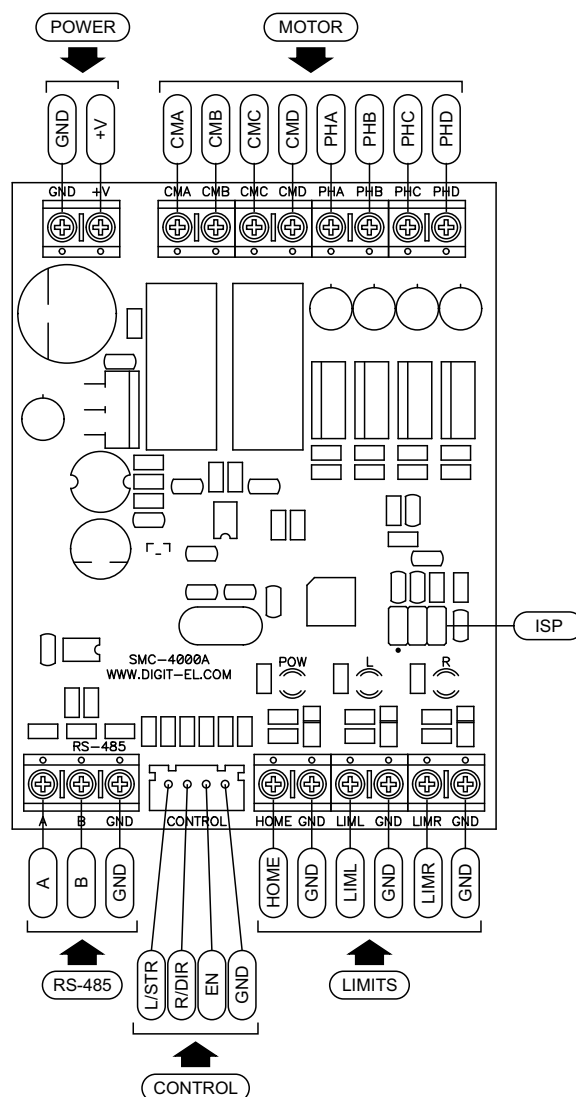 POWER MOTOR
GND +V CMA CMB CMC CMD PHA PHB PHC PHD
GND +V CMA CMB CMC CMD PHA PHB PHC PHD
ISP
SMC-4000A
WWW.DIGIT-EL.COM
POW L R
RS-485
A B GND CONTROL HOME GND LIML GND LIMR GND
A B GND HOME GND LIML GND LIMR GND
L/STR R/DIR EN GND
RS-485 LIMITS
CONTROL